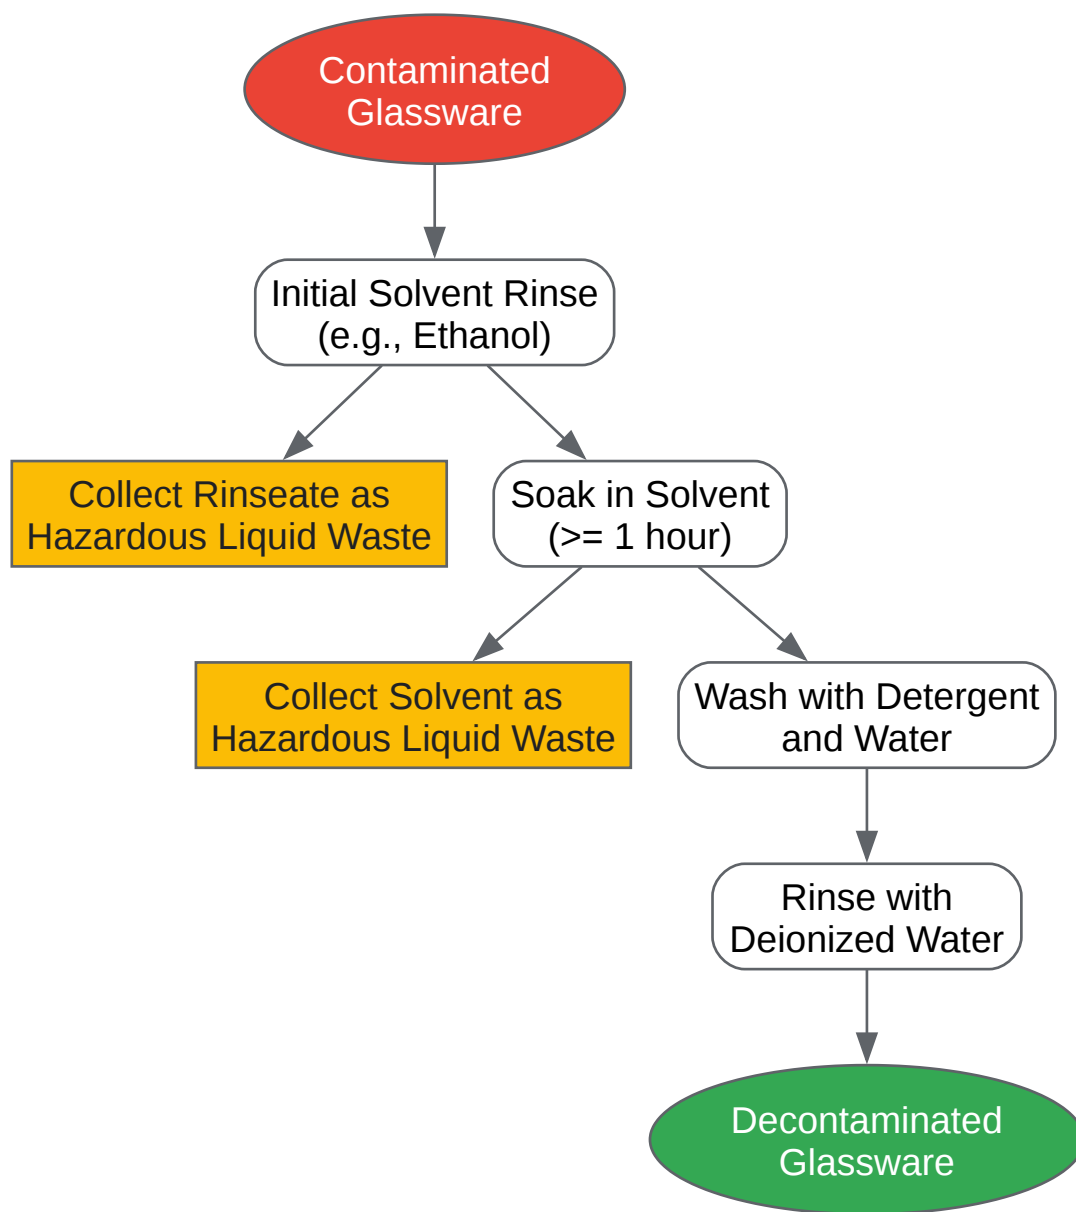 Contaminated
Glassware
Initial Solvent Rinse
(e.g., Ethanol)
Collect Rinseate as
Hazardous Liquid Waste
Soak in Solvent
(>= 1 hour)
Collect Solvent as
Hazardous Liquid Waste
Wash with Detergent
and Water
Rinse with
Deionized Water
Decontaminated
Glassware